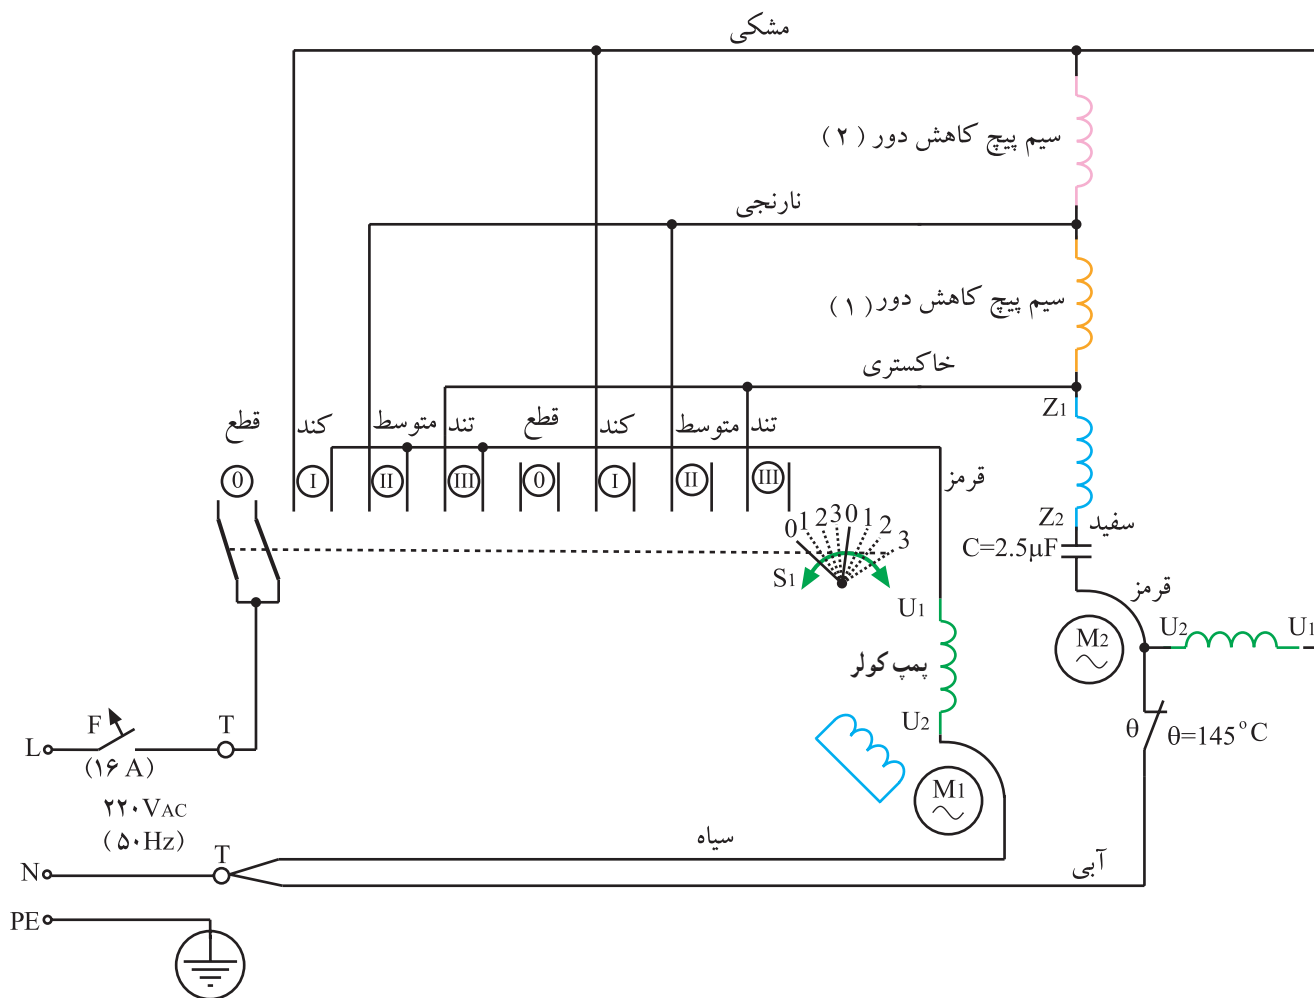 مشکی
سیم پیچ کاهش دور (۲)
نارنجی
سیم پیچ کاهش دور (۱)
خاکستری
Z1
قطع کند متوسط تند قطع کند متوسط تند
0 I II III 0 I II III
قرمز
Z2 سفید
C=2.5µF
0 1 2 3 0 1 2 3
S1
U1
قرمز
M2
U2 U1
پمپ کولر
U2
θ θ=145°C
L F T
(۱۶ A)
M1
۲۲۰VAC
(۵۰Hz)
سیاه
T
N
آبی
PE